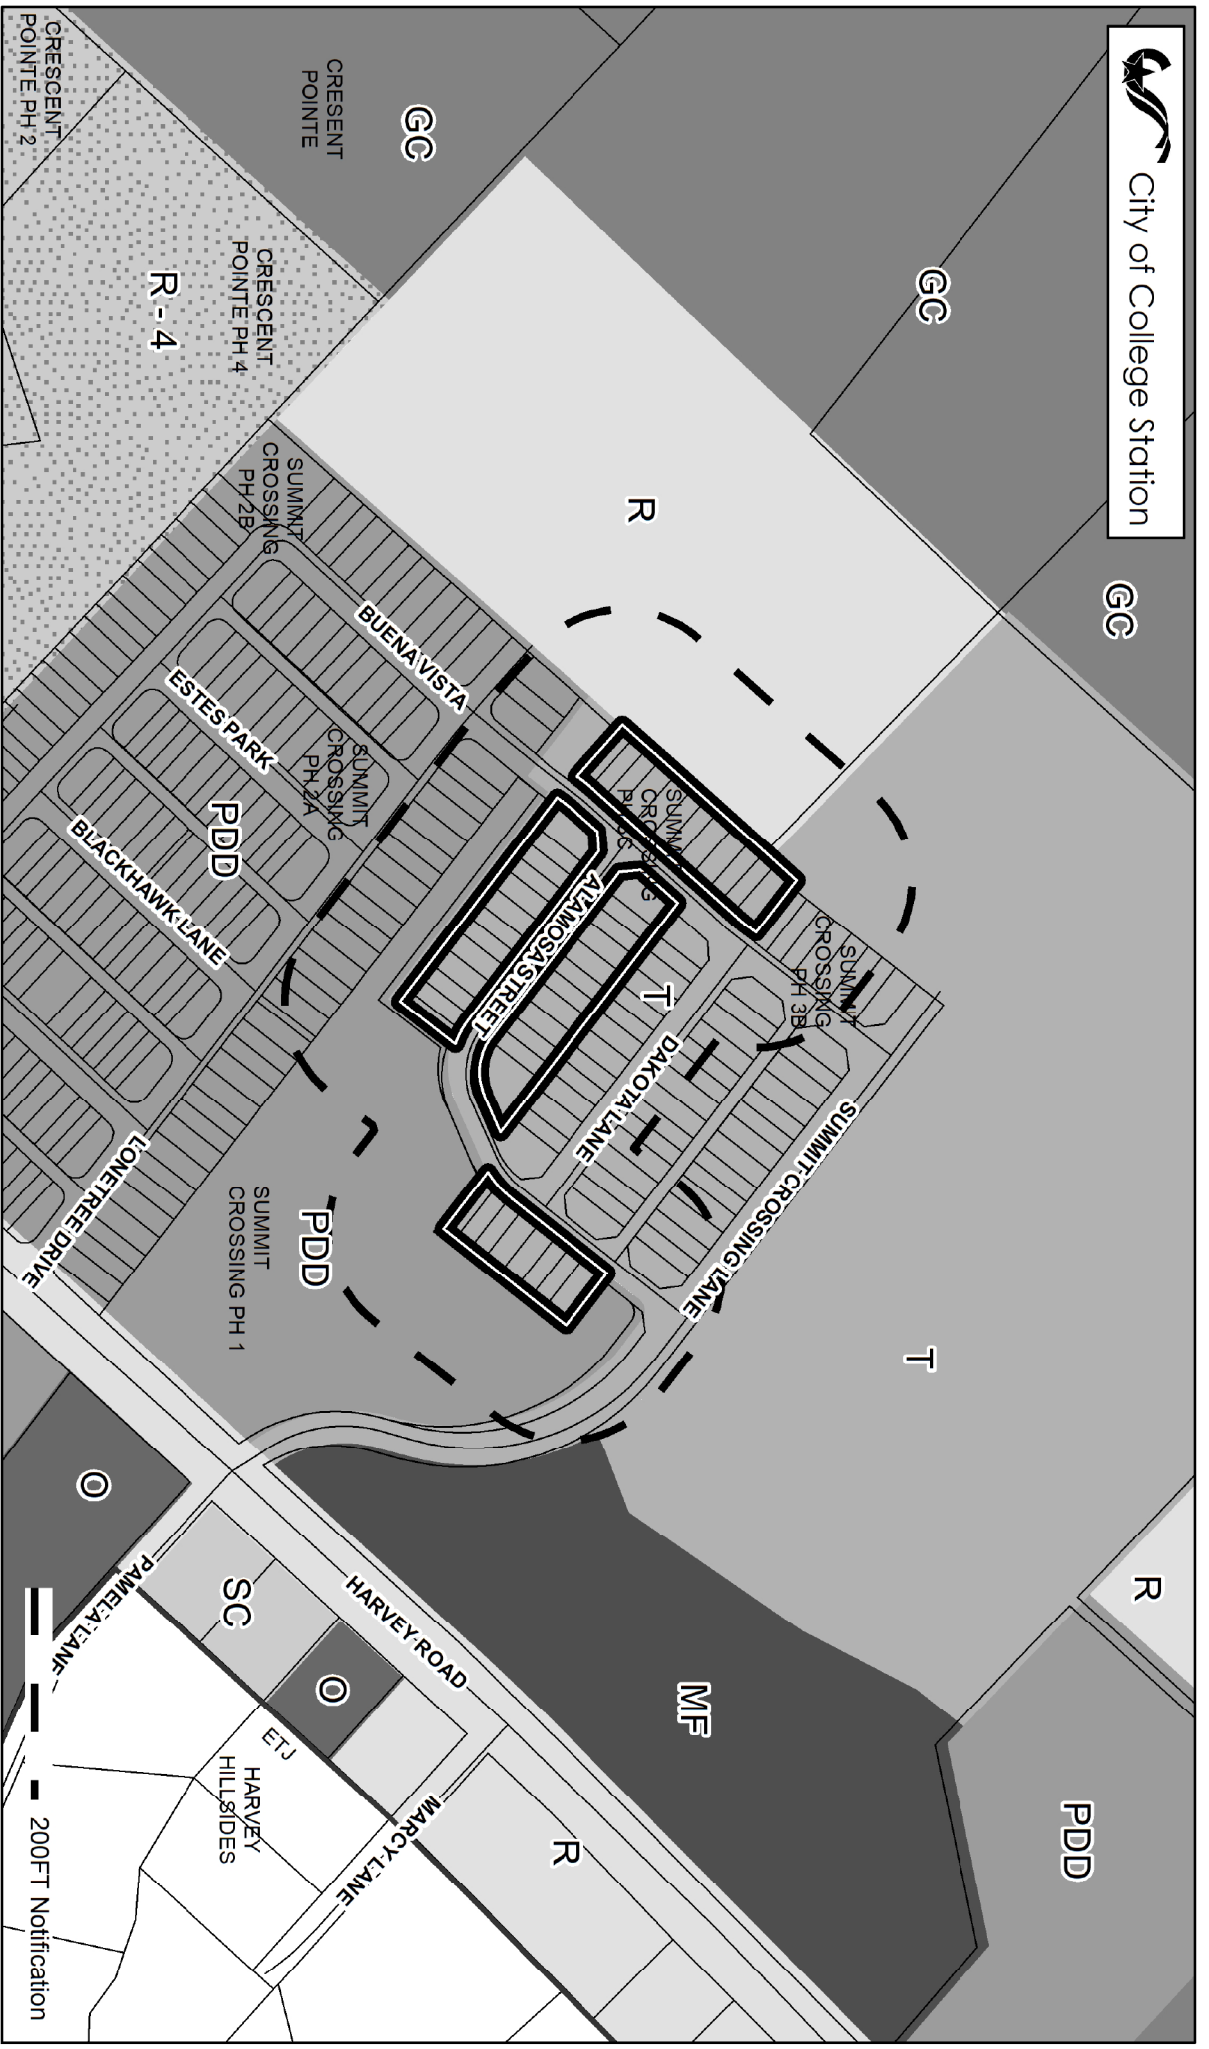 City of College Station
GC
GC
GC
CRESENT
POINTE
CRESCENT
POINTE PH 2
CRESCENT
POINTE PH 4
R - 4
R
SUMMIT
CROSSING
PH 2B
BUENA VISTA
ESTES PARK
SUMMIT
CROSSING
PH 2A
PDD
BLACKHAWK LANE
SUMMIT
CROSSING
ALAMOSA STREET
T
SUMMIT
CROSSING
PH 3B
DAKOTA LANE
SUMMIT CROSSING LANE
LONETREE DRIVE
SUMMIT
CROSSING PH 1
PDD
T
R
O
PAMELA LANE
SC
HARVEY ROAD
O
ETJ
MF
HARVEY
HILLSIDES
MARCY LANE
R
PDD
200FT Notification